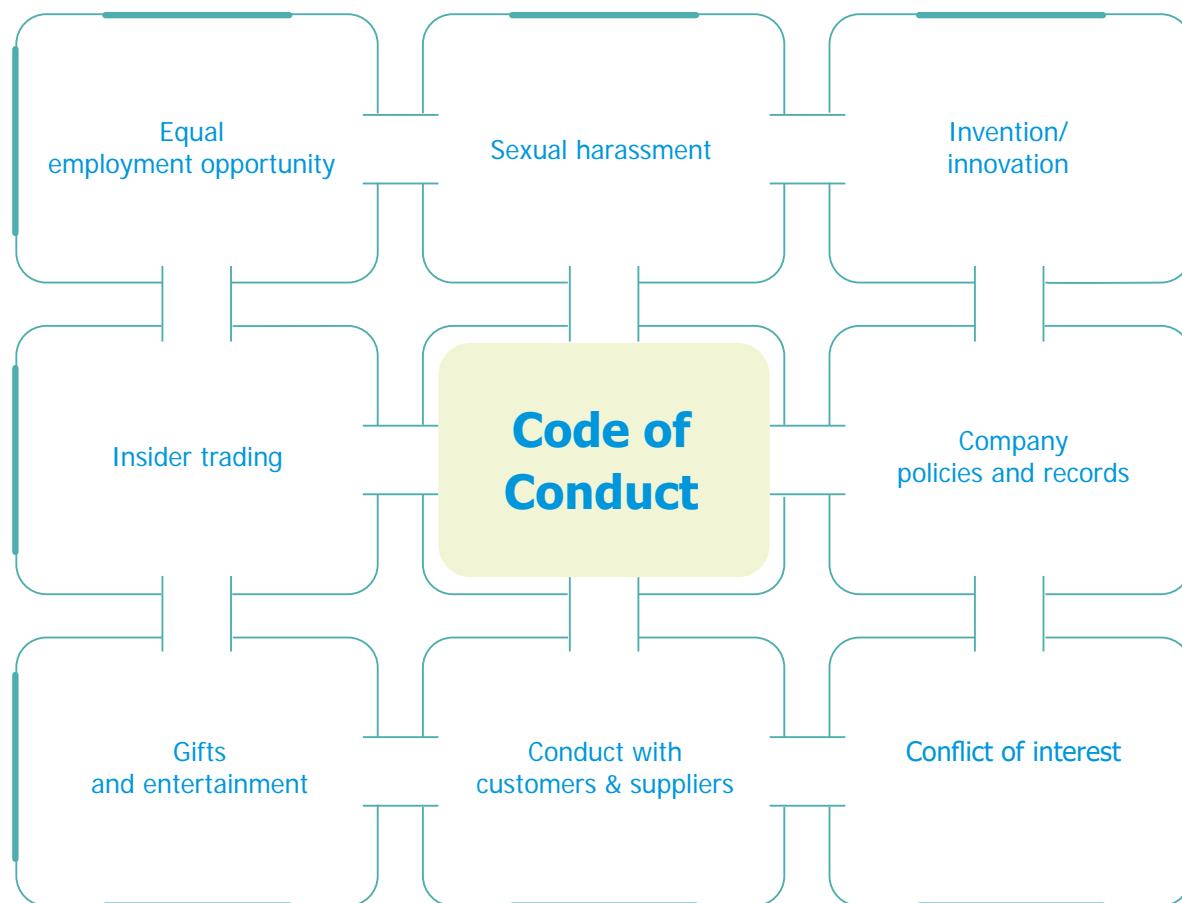 Equal
employment opportunity
Sexual harassment
Invention/
innovation
Insider trading
Code of
Conduct
Company
policies and records
Gifts
and entertainment
Conduct with
customers & suppliers
Conflict of interest